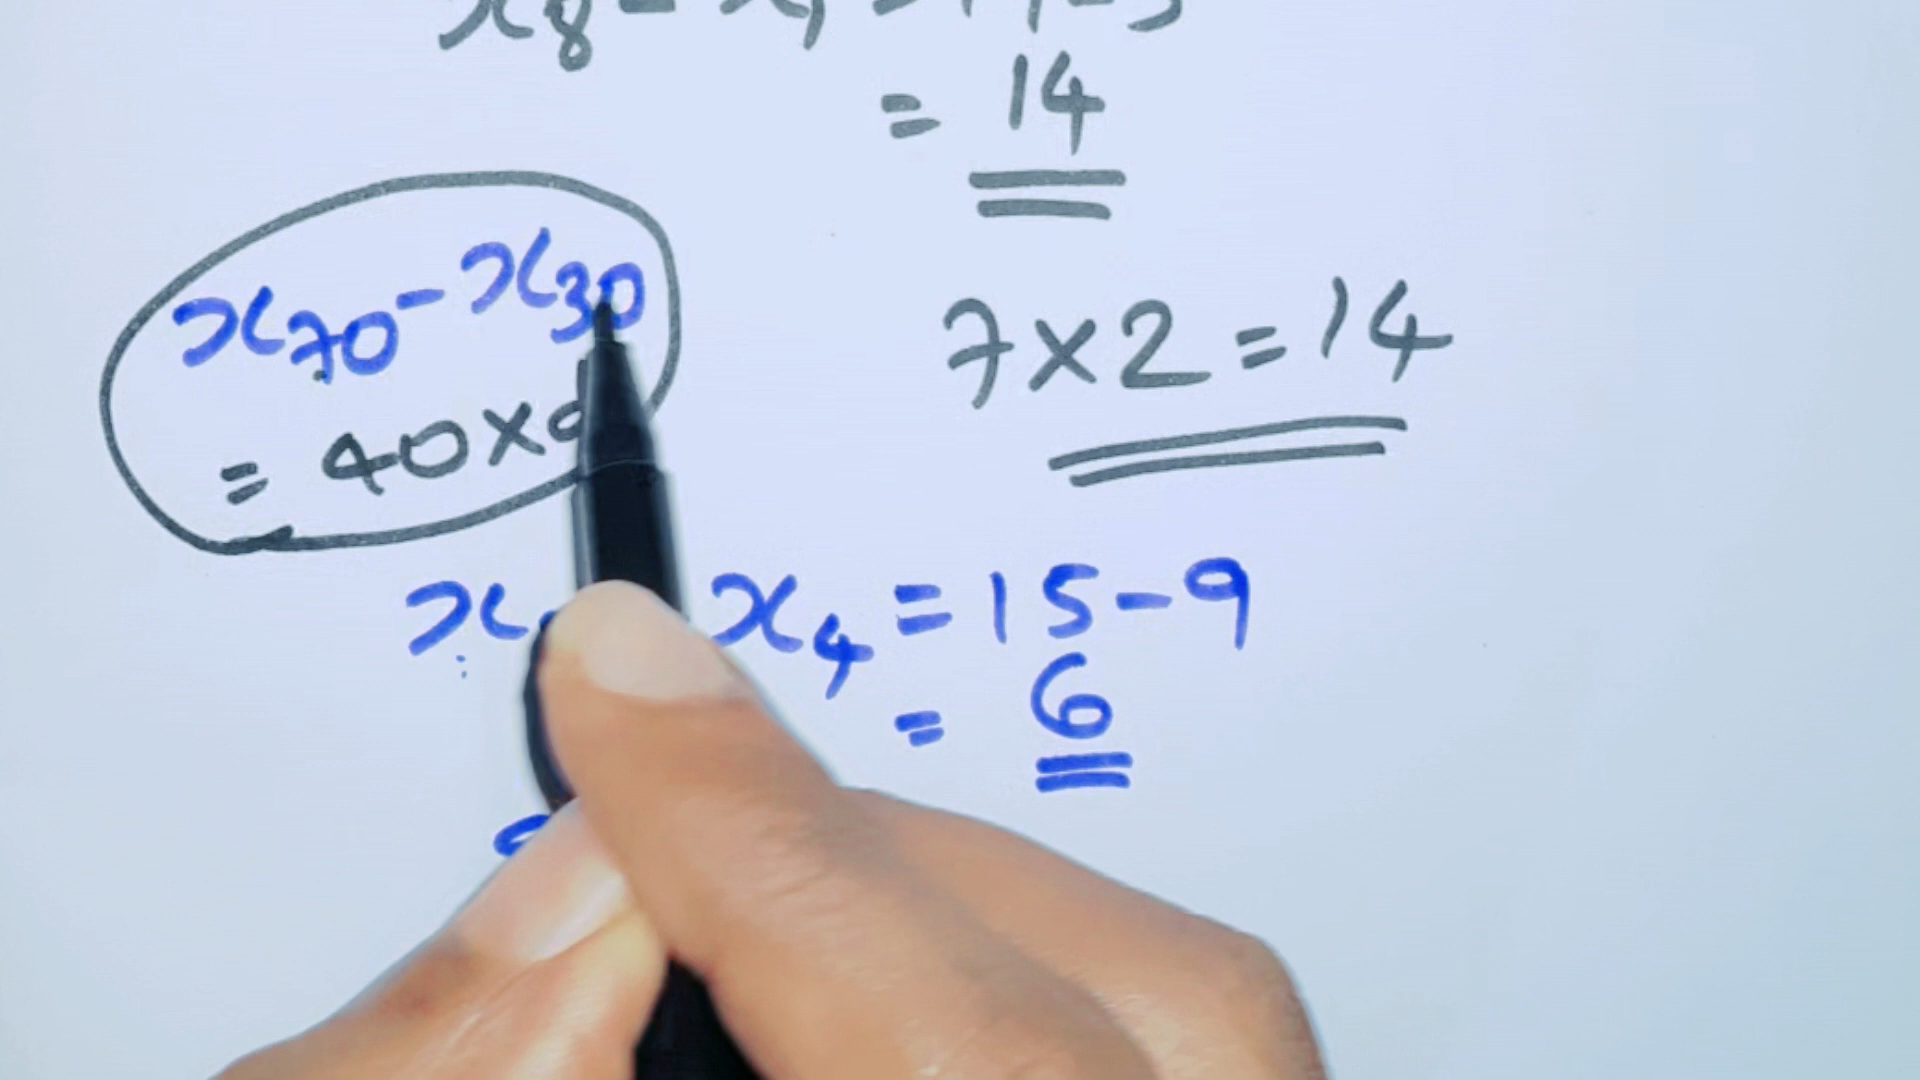 = 14
x₇₀ - x₃₀
= 40 x d
7 x 2 = 14
x x₄ = 15 - 9
= 6